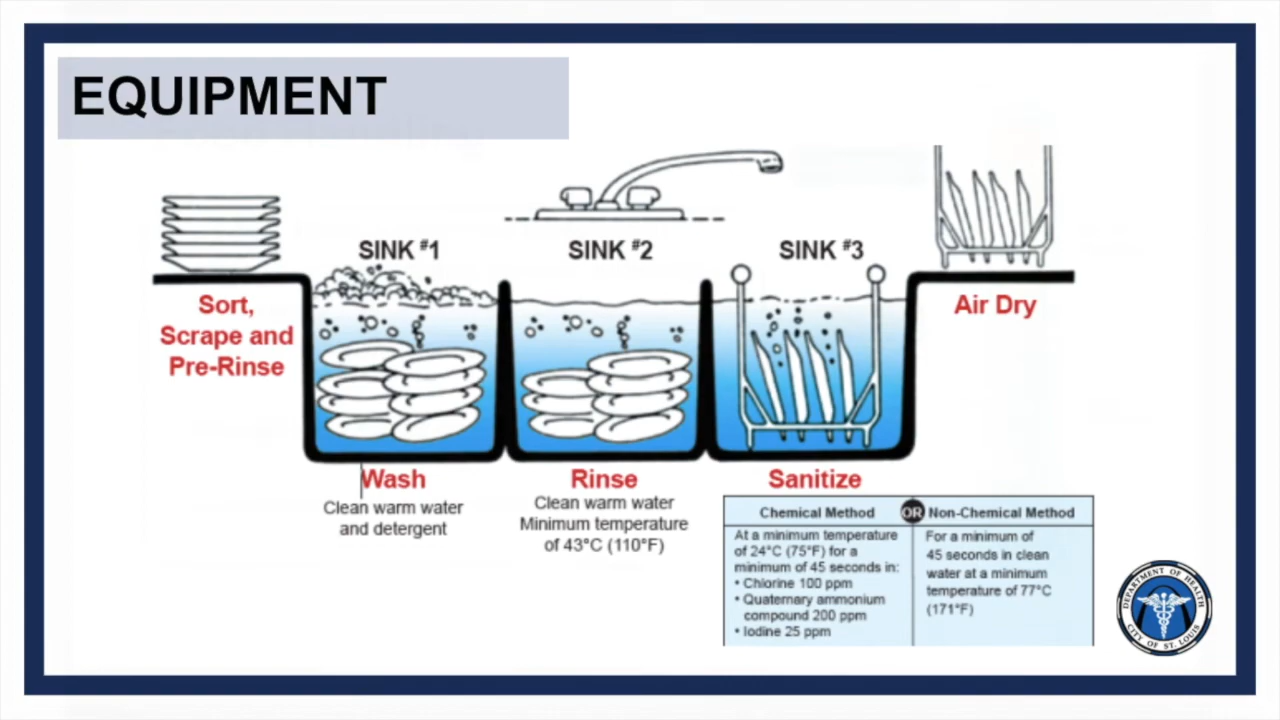 EQUIPMENT
SINK #1
SINK #2
SINK #3
Sort,
Scrape and
Pre-Rinse
Air Dry
Wash
Clean warm water
and detergent
Rinse
Clean warm water
Minimum temperature
of 43°C (110°F)
Sanitize
Chemical Method
OR
Non-Chemical Method
At a minimum temperature
of 24°C (75°F) for a
minimum of 45 seconds in:
• Chlorine 100 ppm
• Quaternary ammonium
compound 200 ppm
• Iodine 25 ppm
For a minimum of
45 seconds in clean
water at a minimum
temperature of 77°C
(171°F)
DEPARTMENT OF HEALTH
CITY OF ST. LOUIS